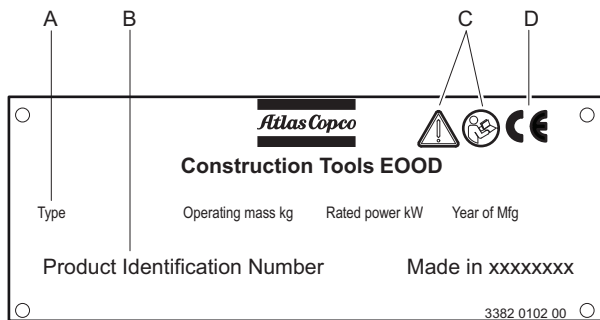 A B C D
Atlas Copco
CE
Construction Tools EOOD
Type Operating mass kg Rated power kW Year of Mfg
Product Identification Number Made in xxxxxxxx
3382 0102 00